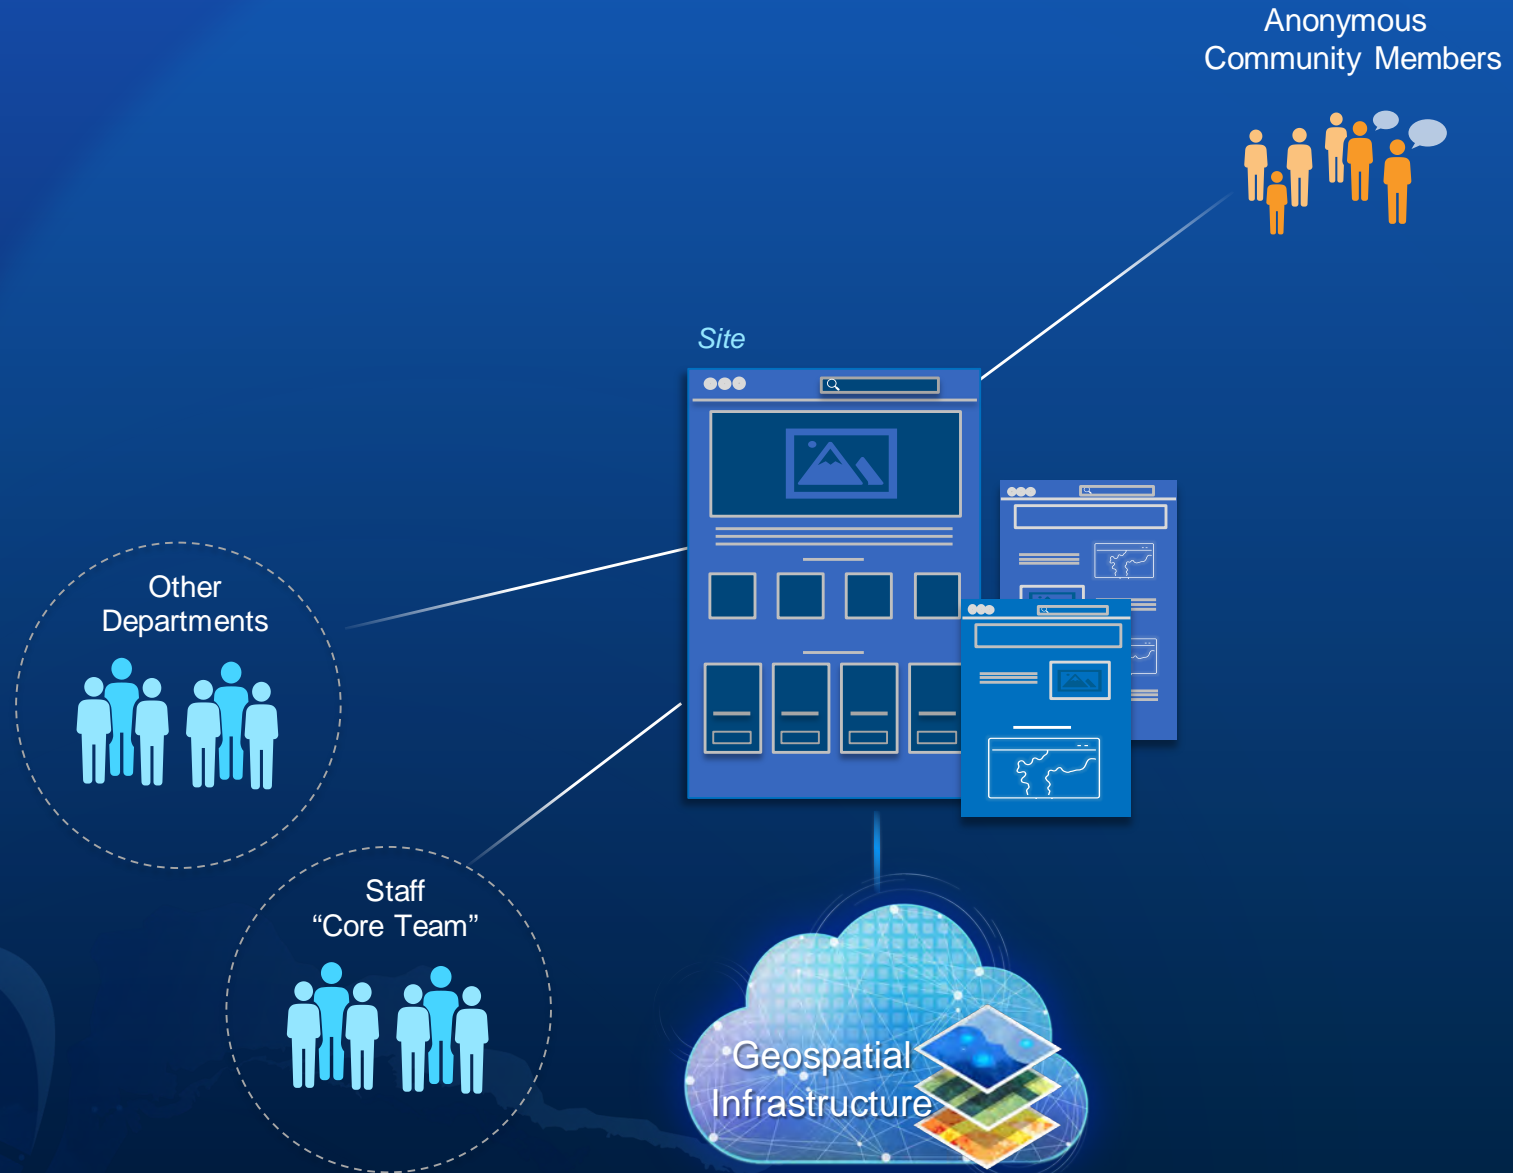 Anonymous
Community Members
Site
Other
Departments
Staff
“Core Team”
Geospatial
Infrastructure